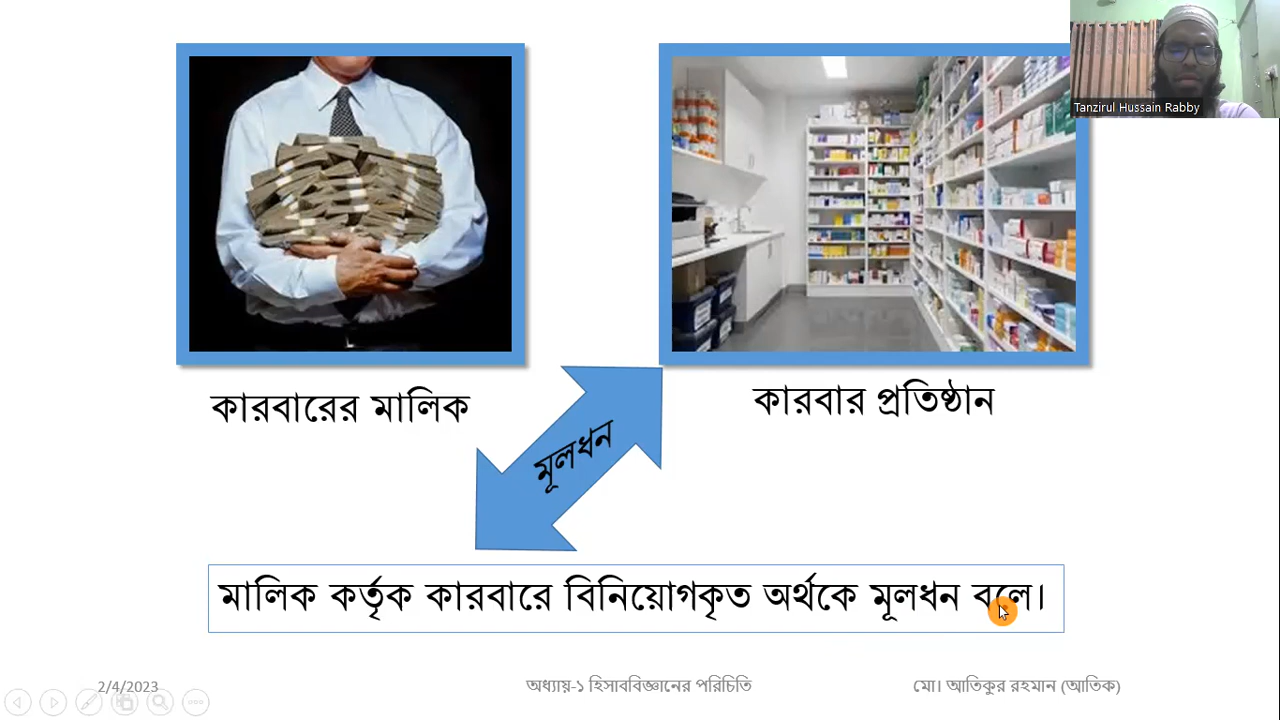 Tanzirul Hussain Rabby
কারবারের মালিক
কারবার প্রতিষ্ঠান
মূলধন
মালিক কর্তৃক কারবারে বিনিয়োগকৃত অর্থকে মূলধন বলে।
2/4/2023
অধ্যায়-১ হিসাববিজ্ঞানের পরিচিতি
মো। আতিকুর রহমান (আতিক)